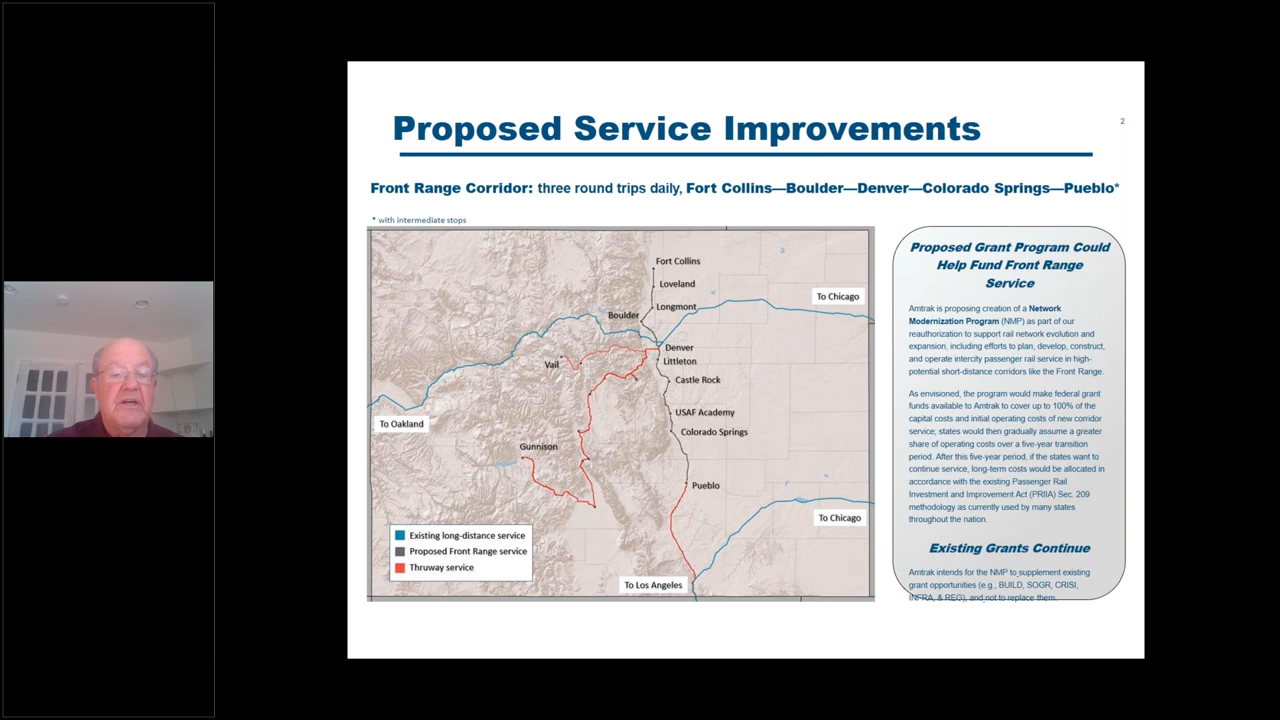 Proposed Service Improvements
2
Front Range Corridor: three round trips daily, Fort Collins—Boulder—Denver—Colorado Springs—Pueblo*
* with intermediate stops
Fort Collins
Loveland
Longmont
To Chicago
Boulder
Denver
Littleton
Vail
Castle Rock
USAF Academy
To Oakland
Colorado Springs
Gunnison
Pueblo
To Chicago
Existing long-distance service
Proposed Front Range service
Thruway service
To Los Angeles
Proposed Grant Program Could
Help Fund Front Range
Service
Amtrak is proposing creation of a Network
Modernization Program (NMP) as part of our
reauthorization to support rail network evolution and
expansion, including efforts to plan, develop, construct,
and operate intercity passenger rail service in high-
potential short-distance corridors like the Front Range.
As envisioned, the program would make federal grant
funds available to Amtrak to cover up to 100% of the
capital costs and initial operating costs of new corridor
service; states would then gradually assume a greater
share of operating costs over a five-year transition
period. After this five-year period, if the states want to
continue service, long-term costs would be allocated in
accordance with the existing Passenger Rail
Investment and Improvement Act (PRIIA) Sec. 209
methodology as currently used by many states
throughout the nation.
Existing Grants Continue
Amtrak intends for the NMP to supplement existing
grant opportunities (e.g., BUILD, SOGR, CRISI,
INFRA, & REG), and not to replace them.